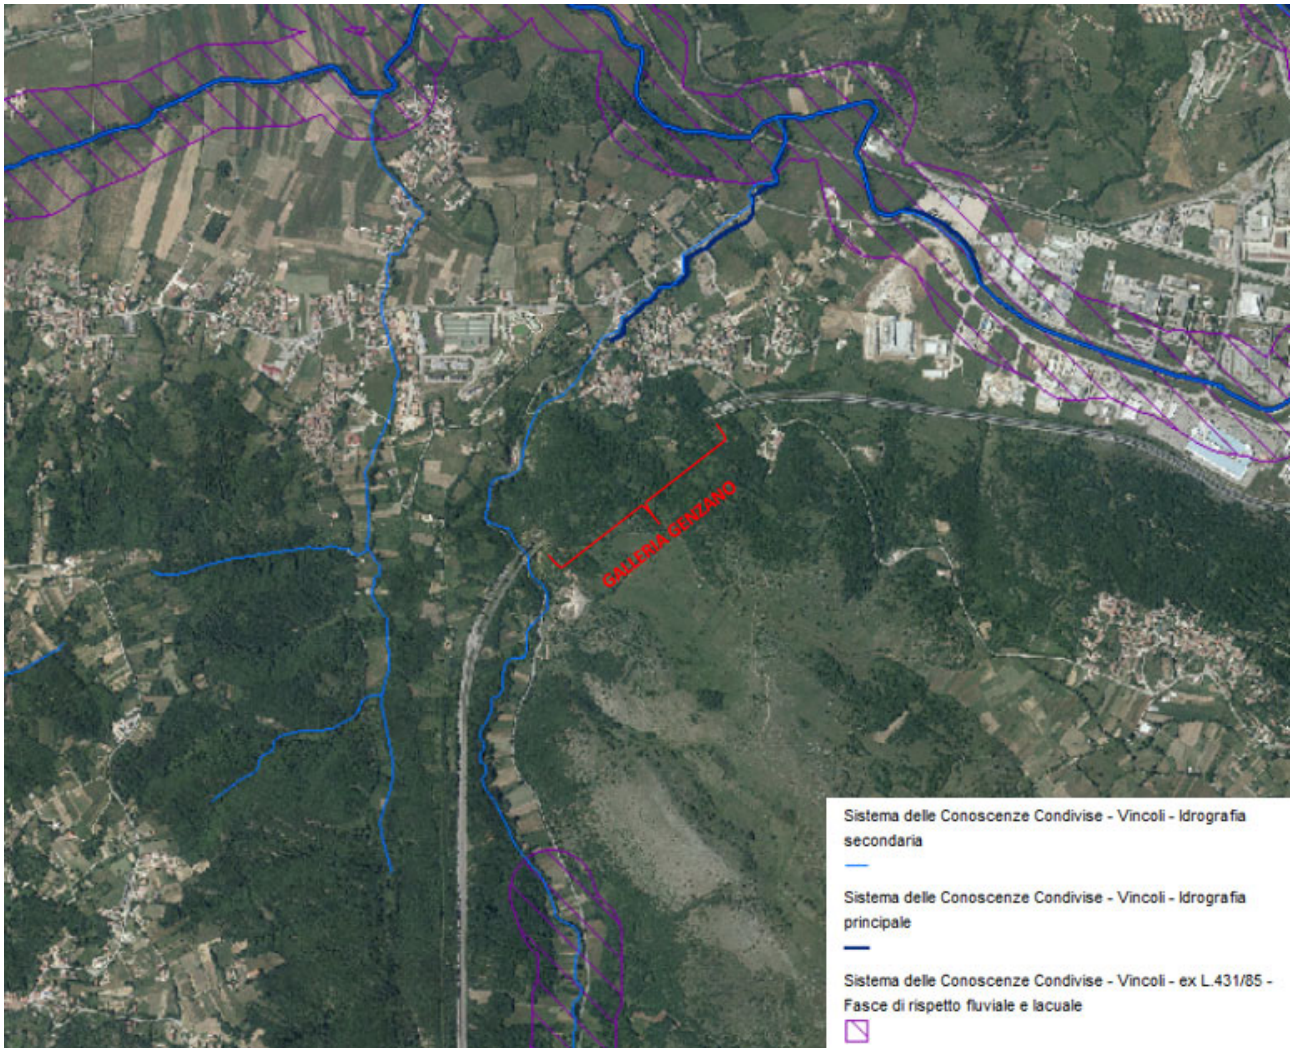 GALLERIA GENZANO
Sistema delle Conoscenze Condivise - Vincoli - Idrografia
secondaria
Sistema delle Conoscenze Condivise - Vincoli - Idrografia
principale
Sistema delle Conoscenze Condivise - Vincoli - ex L.431/85 -
Fasce di rispetto fluviale e lacuale